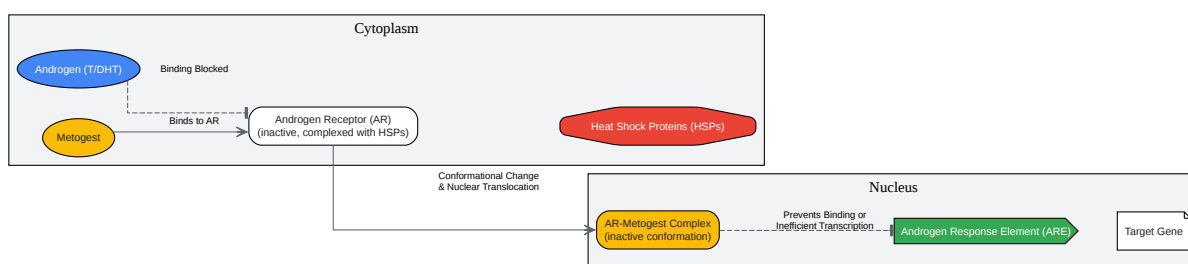 Cytoplasm
Androgen (T/DHT)
Binding Blocked
Metogest
Binds to AR
Androgen Receptor (AR)
(inactive, complexed with HSPs)
Heat Shock Proteins (HSPs)
Conformational Change
& Nuclear Translocation
Nucleus
AR-Metogest Complex
(inactive conformation)
Prevents Binding or
Inefficient Transcription
Androgen Response Element (ARE)
Target Gene